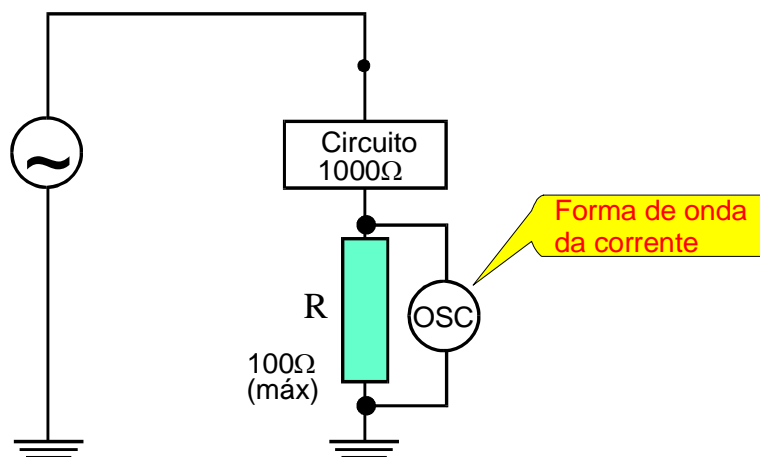 Circuito
1000Ω
Forma de onda
da corrente
R
OSC
100Ω
(máx)